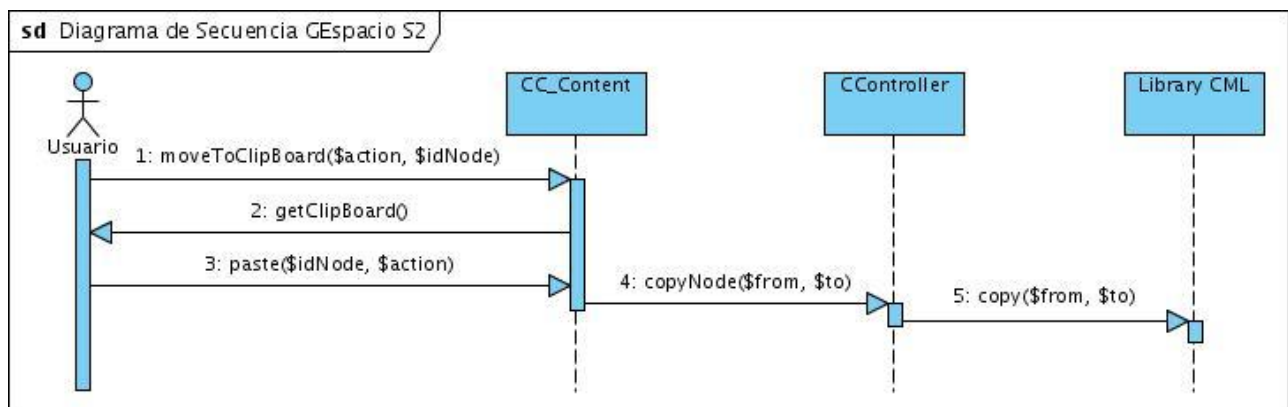 sd Diagrama de Secuencia GEspacio S2
CC_Content
CController
Library CML
Usuario
1: moveToClipBoard($action, $idNode)
2: getClipBoard()
3: paste($idNode, $action)
4: copyNode($from, $to)
5: copy($from, $to)